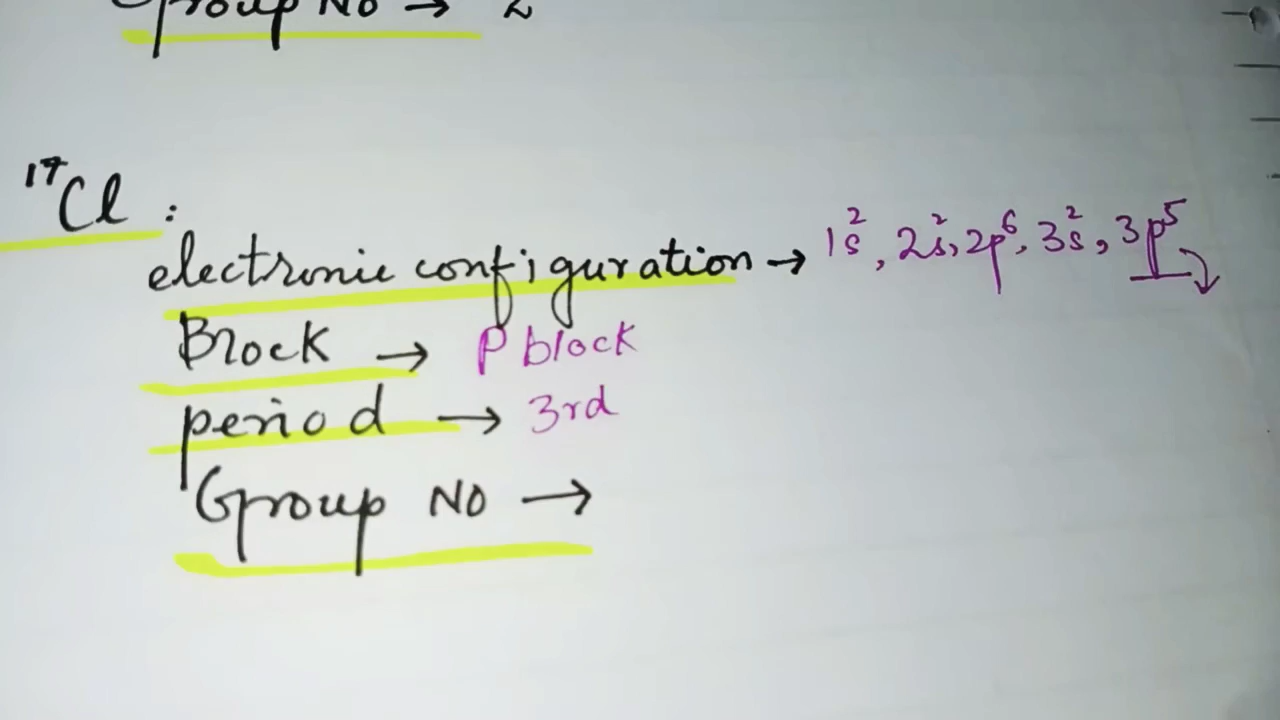 Group No → 2
¹⁷Cl :
electronic configuration → 1s², 2s², 2p⁶, 3s², 3p⁵
Block → P block
period → 3rd
Group No →